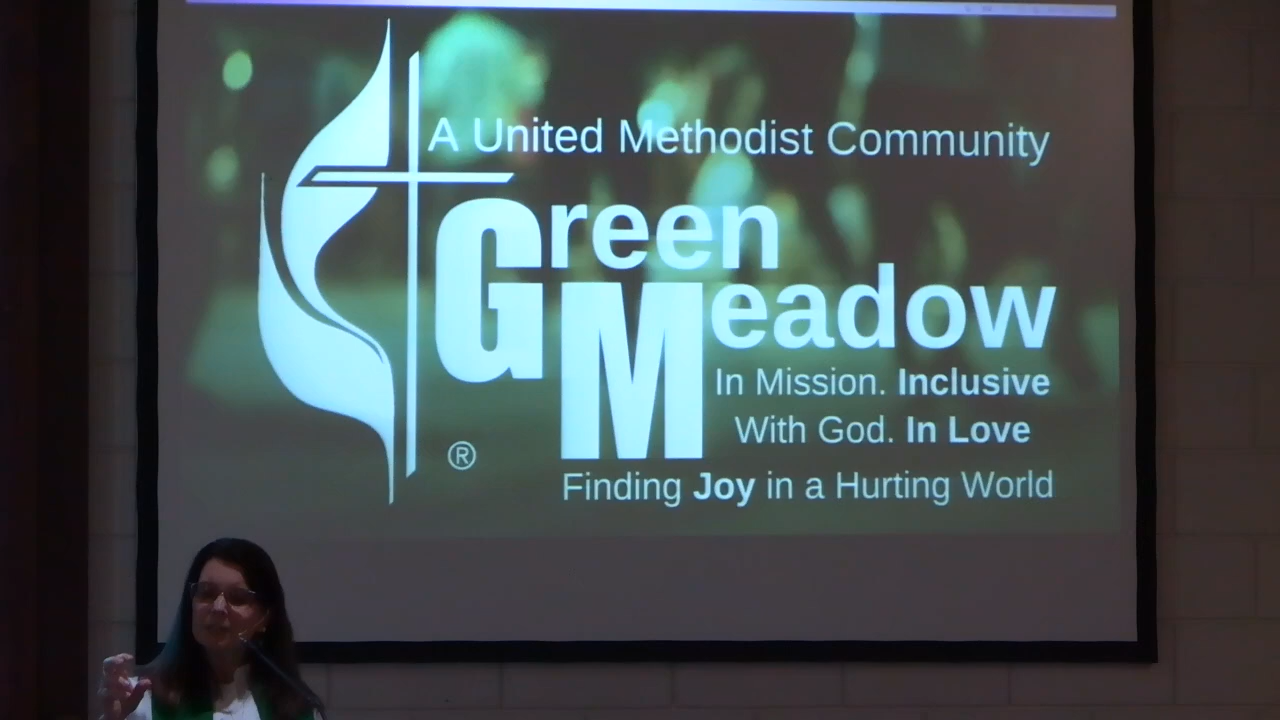 A United Methodist Community
Green
Meadow
In Mission. Inclusive
With God. In Love
®
Finding Joy in a Hurting World